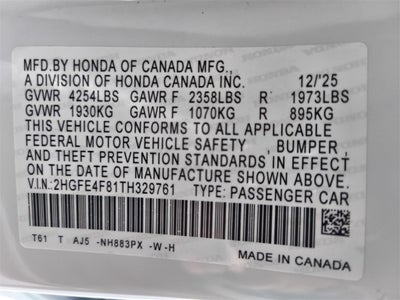 MFD.BY HONDA OF CANADA MFG.,
A DIVISION OF HONDA CANADA INC. 12/'25
GVWR 4254LBS GAWR F 2358LBS R 1973LBS
GVWR 1930KG GAWR F 1070KG R 895KG
THIS VEHICLE CONFORMS TO ALL APPLICABLE
FEDERAL MOTOR VEHICLE SAFETY , BUMPER ,
AND THEFT PREVENTION STANDARDS IN EFFECT
ON THE DATE OF MANUFACTURE SHOWN ABOVE.
V.I.N.:2HGFE4F81TH329761 TYPE: PASSENGER CAR
T61 T AJ5 -NH883PX -W-H
MADE IN CANADA